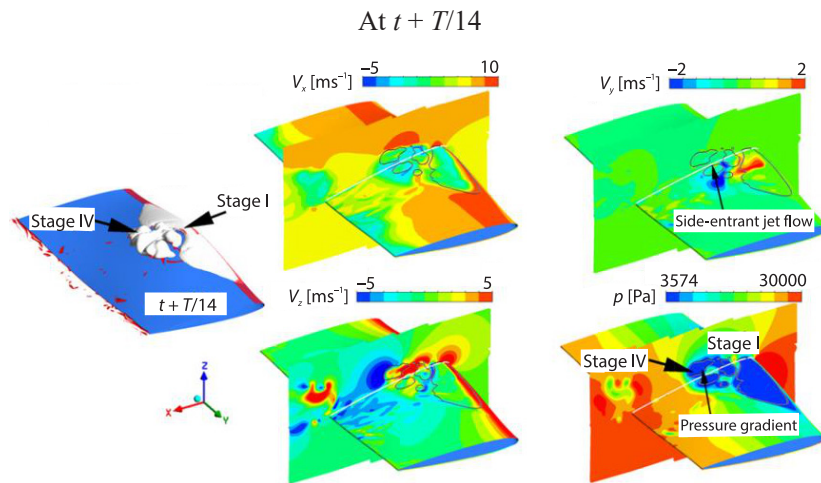 At t + T/14
−5 10
Vx [ms−1]
−2 2
Vy [ms−1]
Stage I
Stage IV
t + T/14
Side-entrant jet flow
−5 5
Vz [ms−1]
3574 30000
p [Pa]
Stage I
Stage IV
Pressure gradient
Z
X
Y